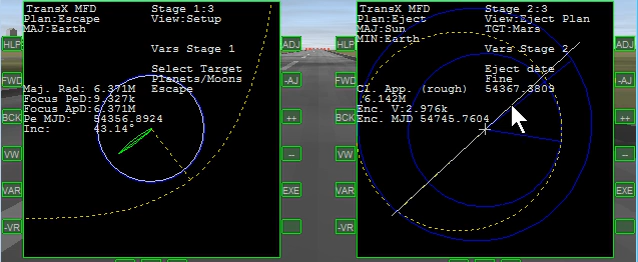 TransX MFD Stage 1:3
Plan:Escape View:Setup
MAJ:Earth
Vars Stage 1
Select Target
Planets/Moons
Maj. Rad: 6.371M Escape
Focus PeD:5.327k
Focus ApD:6.371M
Pe MJD: 54356.8924
Inc: 43.14°
HLP
FWD
BCK
VW
VAR
-VR
ADJ
-AJ
++
--
EXE
TransX MFD Stage 2:3
Plan:Eject View:Eject Plan
MAJ:Sun TGT:Mars
MIN:Earth
Vars Stage 2
Eject date
Fine
Cl. App. (rough) 54367.3809
6.142M
Enc. V:2.976k
Enc. MJD 54745.7604
HLP
FWD
BCK
VW
VAR
-VR
ADJ
-AJ
++
--
EXE